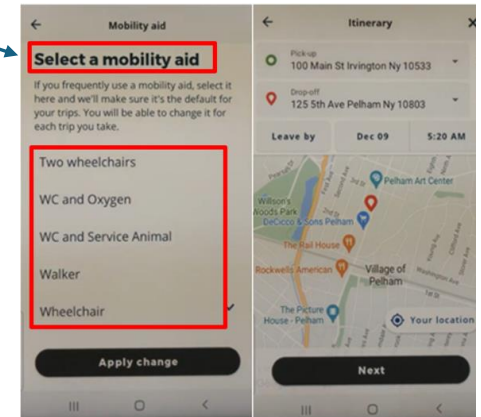 Mobility aid
Select a mobility aid
If you frequently use a mobility aid, select it
here and we'll make sure it's the default for
your trips. You will be able to change it for
each trip you take.
Two wheelchairs
WC and Oxygen
WC and Service Animal
Walker
Wheelchair
Apply change
Itinerary
Pick-up
100 Main St Irvington Ny 10533
Drop-off
125 5th Ave Pelham Ny 10803
Leave by
Dec 09
5:20 AM
Pelham Art Center
Willson's
Woods Park
DeCicco & Sons Pelham
The Rail House
Rockwells American
Village of
Pelham
The Picture
House - Pelham
Your location
Next